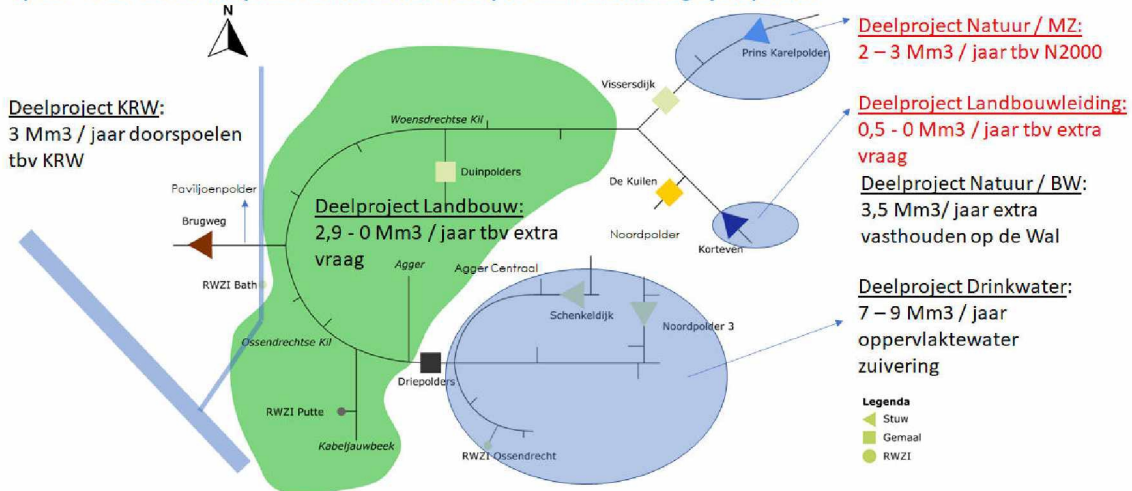 N
Deelproject KRW:
3 Mm3 / jaar doorspoelen
tbv KRW
Paviljoenpolder
Brugweg
RWZI Bath
Woensdrechtse Kil
Duinpolders
Deelproject Landbouw:
2,9 - 0 Mm3 / jaar tbv extra
vraag
Agger
Ossendrechtse Kil
RWZI Putte
Kabeljauwbeek
Driepolders
Vissersdijk
Prins Karelpolder
De Kuilen
Noordpolder
Korteven
Agger Centraal
Schenkeldijk
Noordpolder 3
RWZI Ossendrecht
Deelproject Natuur / MZ:
2 – 3 Mm3 / jaar tbv N2000
Deelproject Landbouwleiding:
0,5 - 0 Mm3 / jaar tbv extra
vraag
Deelproject Natuur / BW:
3,5 Mm3/ jaar extra
vasthouden op de Wal
Deelproject Drinkwater:
7 – 9 Mm3 / jaar
oppervlaktewater
zuivering
Legenda
Stuw
Gemaal
RWZI